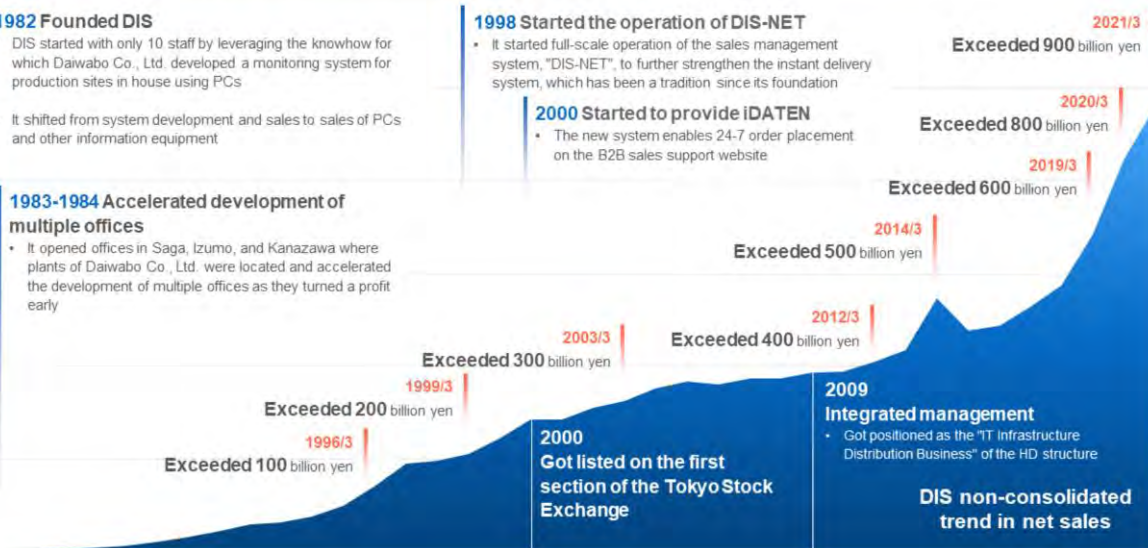 1982 Founded DIS
DIS started with only 10 staff by leveraging the knowhow for
which Daiwabo Co., Ltd. developed a monitoring system for
production sites in house using PCs
It shifted from system development and sales to sales of PCs
and other information equipment
1983-1984 Accelerated development of
multiple offices
• It opened offices in Saga, Izumo, and Kanazawa where
plants of Daiwabo Co., Ltd. were located and accelerated
the development of multiple offices as they turned a profit
early
1998 Started the operation of DIS-NET
• It started full-scale operation of the sales management
system, "DIS-NET", to further strengthen the instant delivery
system, which has been a tradition since its foundation
2000 Started to provide iDATEN
• The new system enables 24-7 order placement
on the B2B sales support website
2021/3
Exceeded 900 billion yen
2020/3
Exceeded 800 billion yen
2019/3
Exceeded 600 billion yen
2014/3
Exceeded 500 billion yen
2012/3
Exceeded 400 billion yen
2003/3
Exceeded 300 billion yen
1999/3
Exceeded 200 billion yen
1996/3
Exceeded 100 billion yen
2000
Got listed on the first
section of the Tokyo Stock
Exchange
2009
Integrated management
• Got positioned as the "IT Infrastructure
Distribution Business" of the HD structure
DIS non-consolidated
trend in net sales